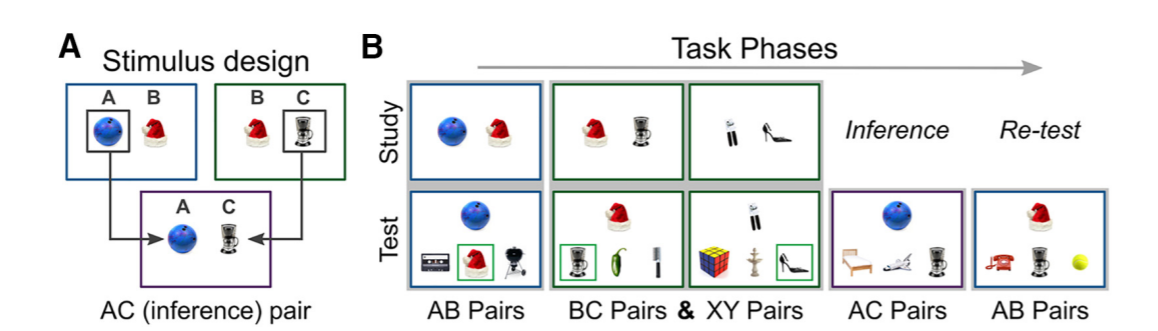 A
Stimulus design
A B
B C
A C
AC (inference) pair
B
Task Phases
Study
Inference
Re-test
Test
AB Pairs
BC Pairs & XY Pairs
AC Pairs
AB Pairs